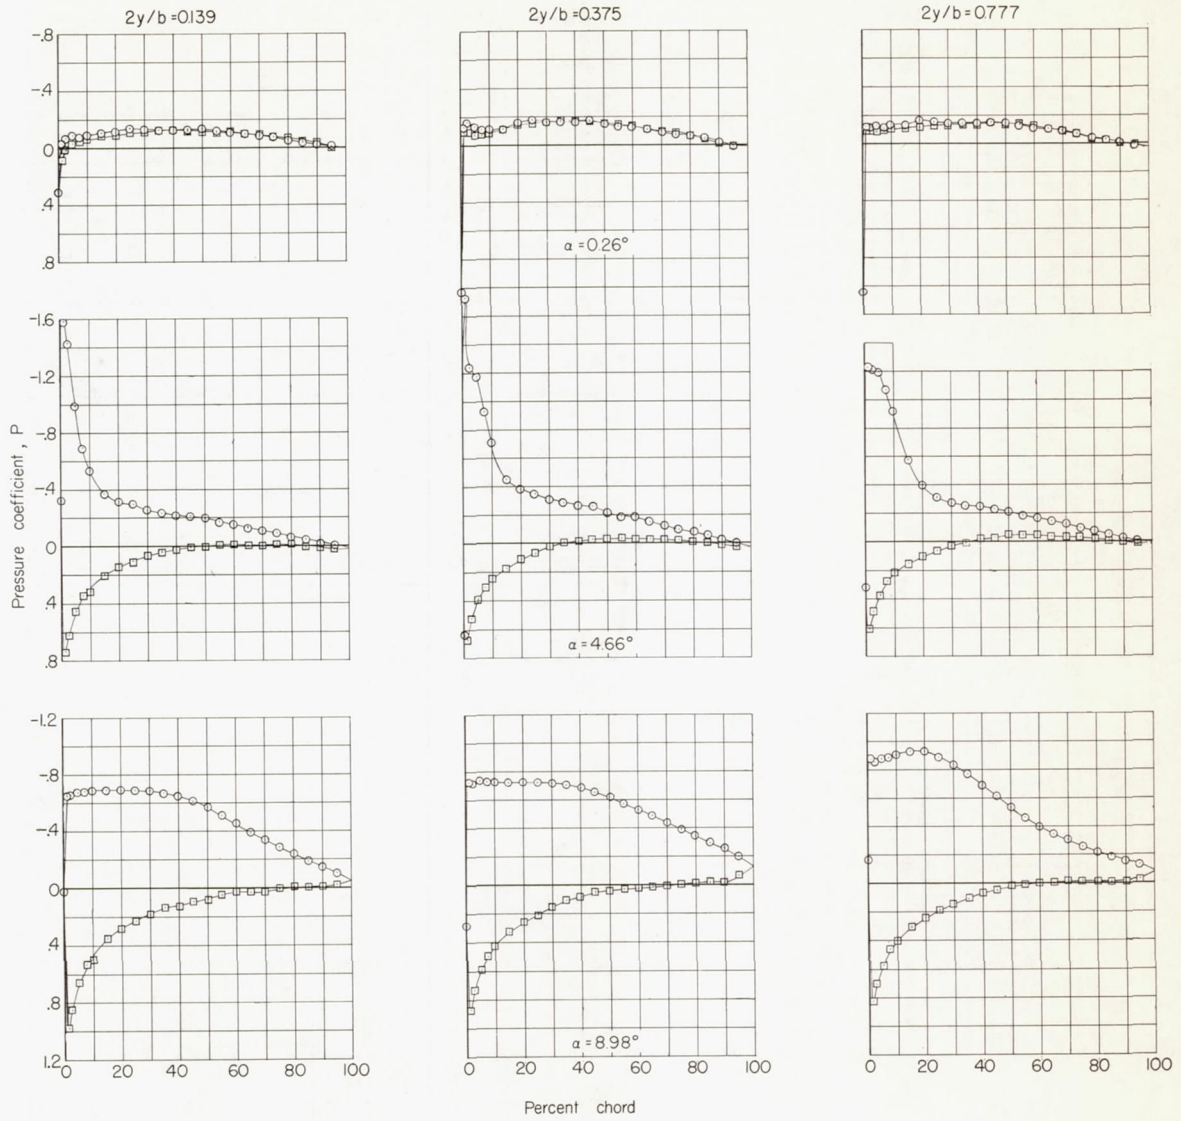 2y/b=0.139 2y/b=0.375 2y/b=0.777
-.8
-.4
0
.4
.8
α=0.26°
-1.6
-1.2
-.8
-.4
0
.4
.8
α=4.66°
-1.2
-.8
-.4
0
.4
.8
1.2
α=8.98°
0 20 40 60 80 100 0 20 40 60 80 100 0 20 40 60 80 100
Pressure coefficient, P
Percent chord